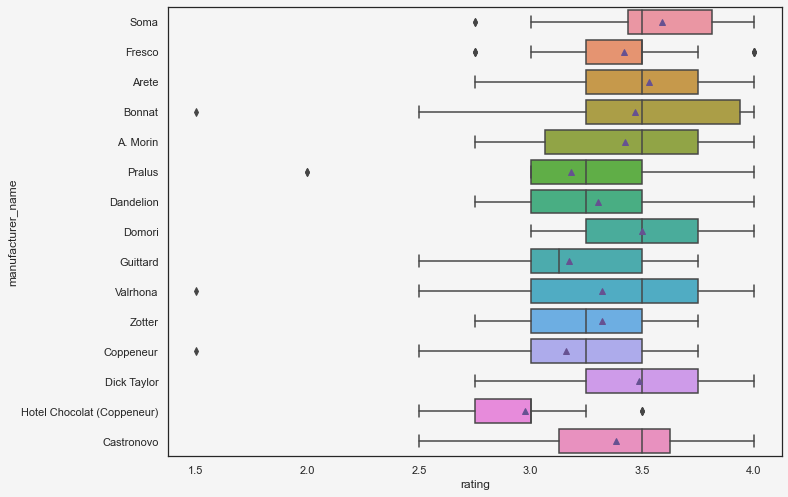 Soma
Fresco
Arete
Bonnat
A. Morin
Pralus
Dandelion
Domori
Guittard
Valrhona
Zotter
Coppeneur
Dick Taylor
Hotel Chocolat (Coppeneur)
Castronovo
manufacturer_name
1.5 2.0 2.5 3.0 3.5 4.0
rating